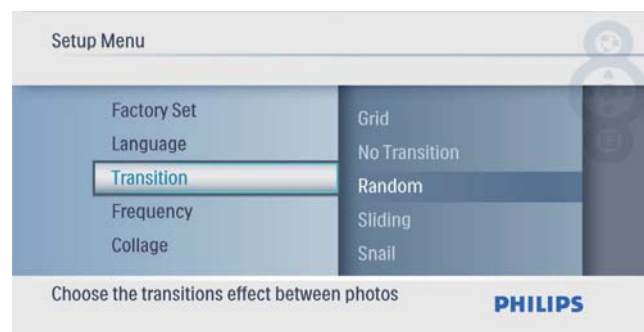 Setup Menu
Factory Set
Language
Transition
Frequency
Collage
Grid
No Transition
Random
Sliding
Snail
Choose the transitions effect between photos
PHILIPS